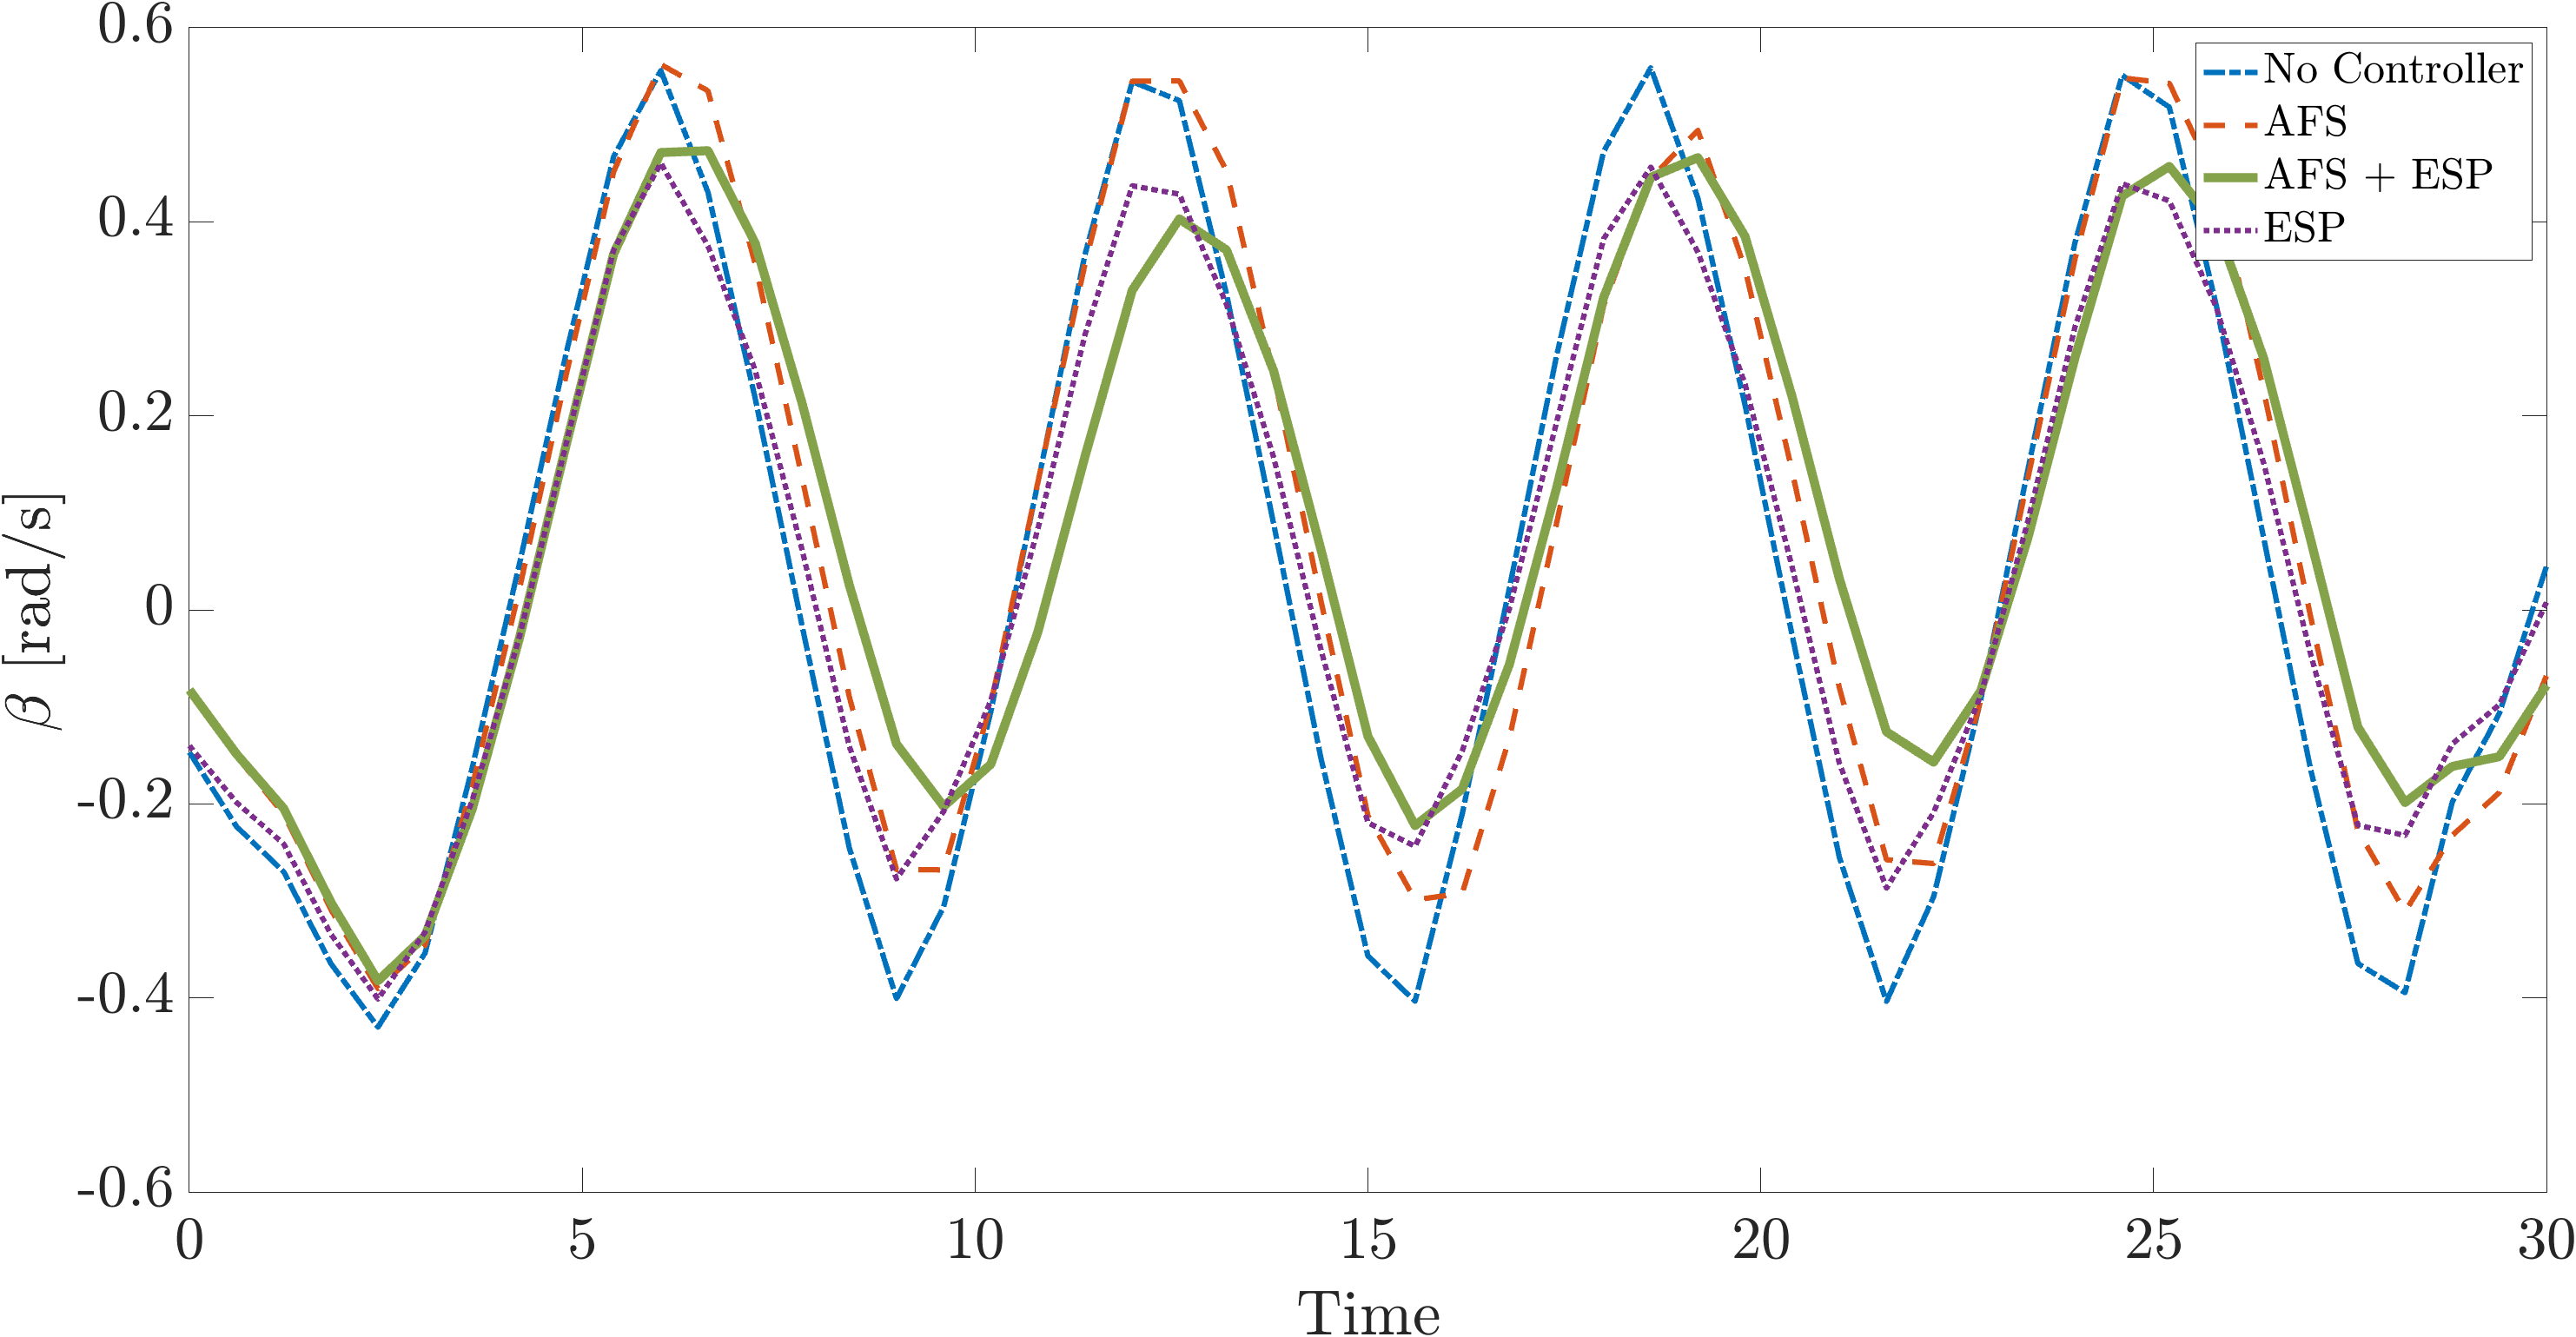 0.6
0.4
0.2
0
-0.2
-0.4
-0.6
β [rad/s]
0 5 10 15 20 25 30
Time
No Controller
AFS
AFS + ESP
ESP